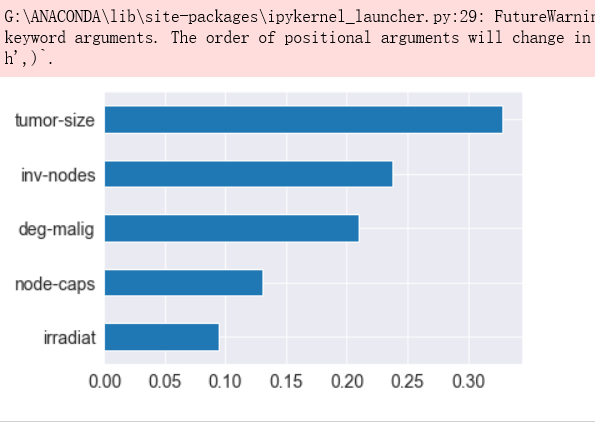 G:\ANACONDA\lib\site-packages\ipykernel_launcher.py:29: FutureWarnin
keyword arguments. The order of positional arguments will change in
h',)`.
tumor-size
inv-nodes
deg-malig
node-caps
irradiat
0.00 0.05 0.10 0.15 0.20 0.25 0.30